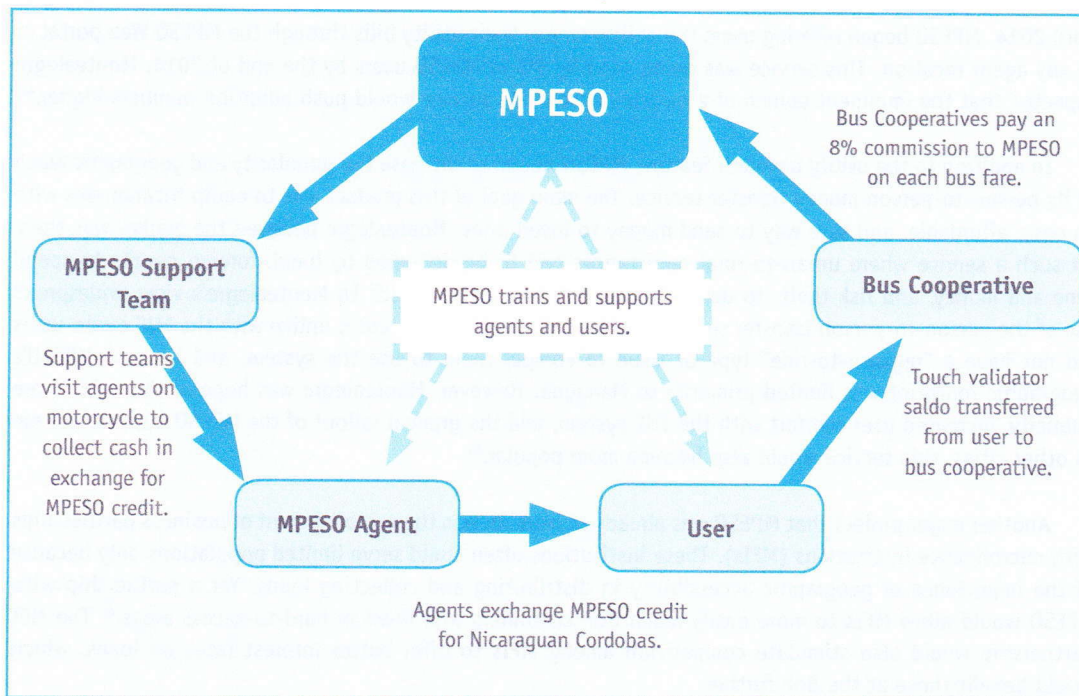 MPESO
Bus Cooperatives pay an
8% commission to MPESO
on each bus fare.
MPESO Support
Team
MPESO trains and supports
agents and users.
Bus Cooperative
Support teams
visit agents on
motorcycle to
collect cash in
exchange for
MPESO credit.
Touch validator
saldo transferred
from user to
bus cooperative.
MPESO Agent
User
Agents exchange MPESO credit
for Nicaraguan Cordobas.